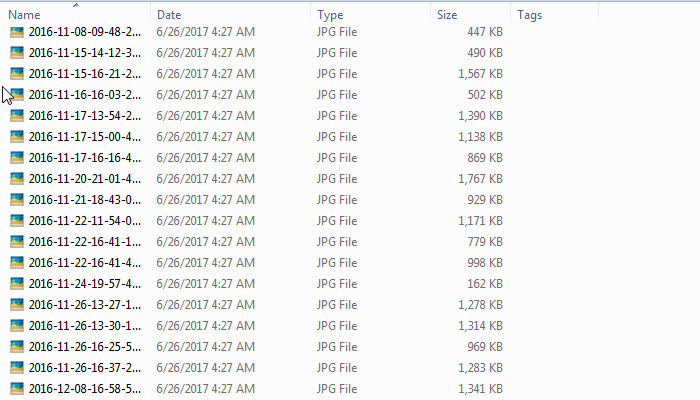 Name Date Type Size Tags
2016-11-08-09-48-2... 6/26/2017 4:27 AM JPG File 447 KB
2016-11-15-14-12-3... 6/26/2017 4:27 AM JPG File 490 KB
2016-11-15-16-21-2... 6/26/2017 4:27 AM JPG File 1,567 KB
2016-11-16-16-03-2... 6/26/2017 4:27 AM JPG File 502 KB
2016-11-17-13-54-2... 6/26/2017 4:27 AM JPG File 1,390 KB
2016-11-17-15-00-4... 6/26/2017 4:27 AM JPG File 1,138 KB
2016-11-17-16-16-4... 6/26/2017 4:27 AM JPG File 869 KB
2016-11-20-21-01-4... 6/26/2017 4:27 AM JPG File 1,767 KB
2016-11-21-18-43-0... 6/26/2017 4:27 AM JPG File 929 KB
2016-11-22-11-54-0... 6/26/2017 4:27 AM JPG File 1,171 KB
2016-11-22-16-41-1... 6/26/2017 4:27 AM JPG File 779 KB
2016-11-22-16-41-4... 6/26/2017 4:27 AM JPG File 998 KB
2016-11-24-19-57-4... 6/26/2017 4:27 AM JPG File 162 KB
2016-11-26-13-27-1... 6/26/2017 4:27 AM JPG File 1,278 KB
2016-11-26-13-30-1... 6/26/2017 4:27 AM JPG File 1,314 KB
2016-11-26-16-25-5... 6/26/2017 4:27 AM JPG File 969 KB
2016-11-26-16-37-2... 6/26/2017 4:27 AM JPG File 1,283 KB
2016-12-08-16-58-5... 6/26/2017 4:27 AM JPG File 1,341 KB